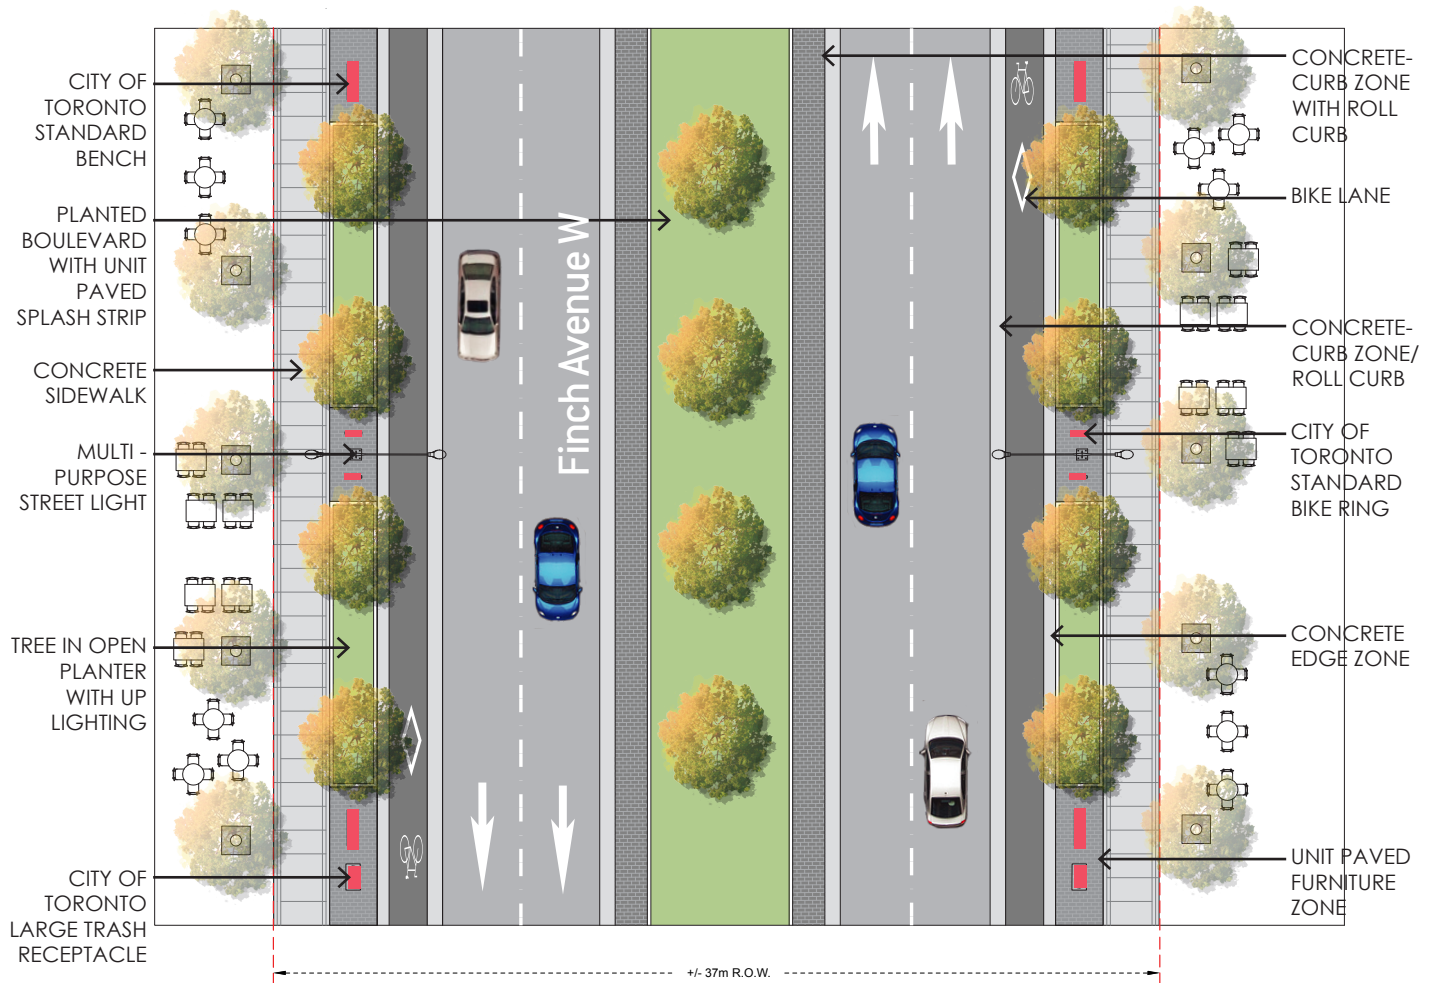 CITY OF
TORONTO
STANDARD
BENCH
PLANTED
BOULEVARD
WITH UNIT
PAVED
SPLASH STRIP
CONCRETE
SIDEWALK
MULTI -
PURPOSE
STREET LIGHT
TREE IN OPEN
PLANTER
WITH UP
LIGHTING
CITY OF
TORONTO
LARGE TRASH
RECEPTACLE
Finch Avenue W
CONCRETE-
CURB ZONE
WITH ROLL
CURB
BIKE LANE
CONCRETE-
CURB ZONE/
ROLL CURB
CITY OF
TORONTO
STANDARD
BIKE RING
CONCRETE
EDGE ZONE
UNIT PAVED
FURNITURE
ZONE
+/- 37m R.O.W.